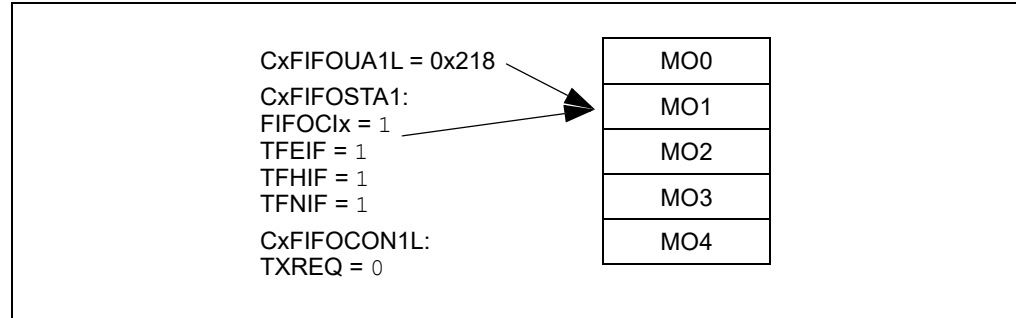 CxFIFOUA1L = 0x218
CxFIFOSTA1:
FIFOCIx = 1
TFEIF = 1
TFHIF = 1
TFNIF = 1
CxFIFOCON1L:
TXREQ = 0
MO0
MO1
MO2
MO3
MO4